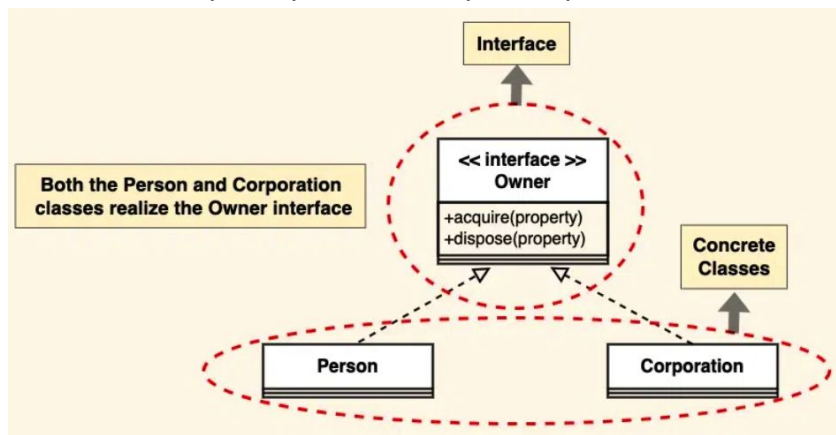 Interface
<< interface >>
Owner
+acquire(property)
+dispose(property)
Both the Person and Corporation
classes realize the Owner interface
Concrete
Classes
Person
Corporation